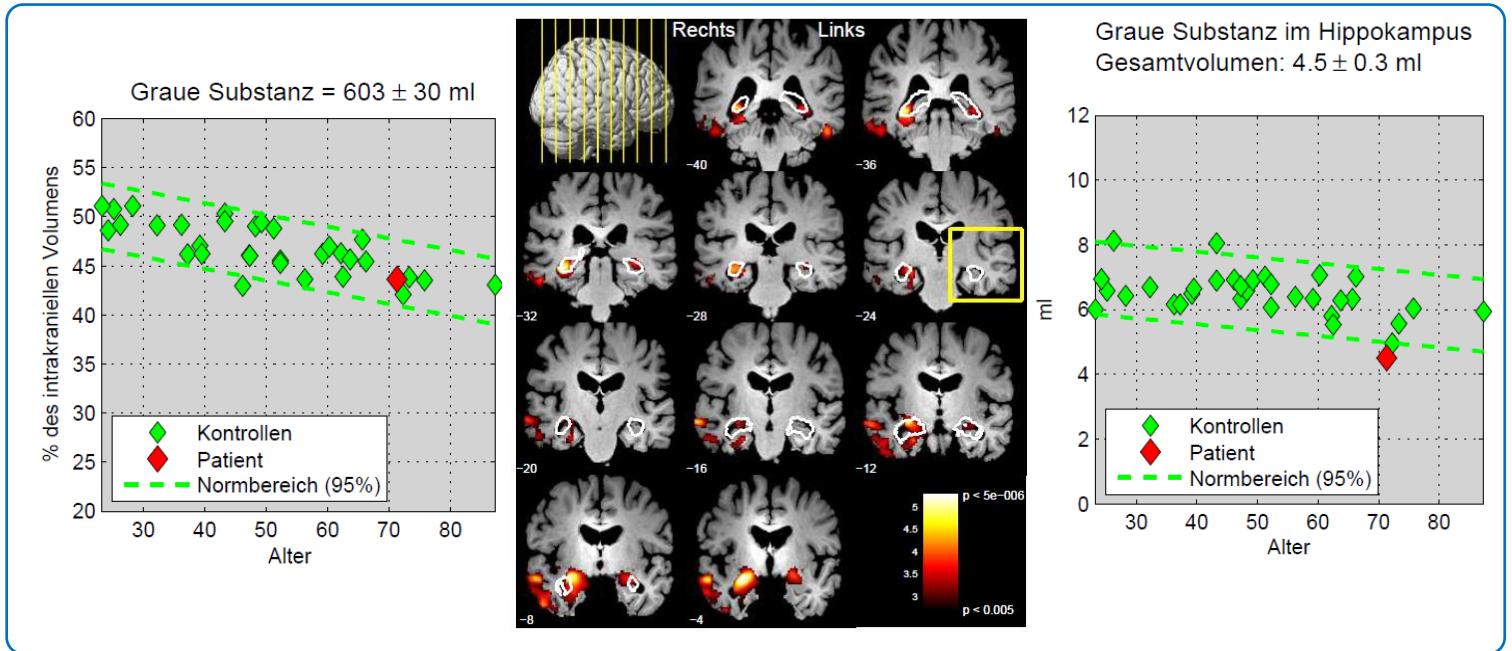 Graue Substanz = 603 ± 30 ml
60
55
50
45
40
35
30
25
20
% des intrakraniellen Volumens
Kontrollen
Patient
Normbereich (95%)
30 40 50 60 70 80
Alter
Rechts Links
−40 −36
−32 −28 −24
−20 −16 −12
−8 −4
p < 5e−006
5
4.5
4
3.5
3
p < 0.005
Graue Substanz im Hippokampus
Gesamtvolumen: 4.5 ± 0.3 ml
12
10
8
6
4
2
0
ml
Kontrollen
Patient
Normbereich (95%)
30 40 50 60 70 80
Alter